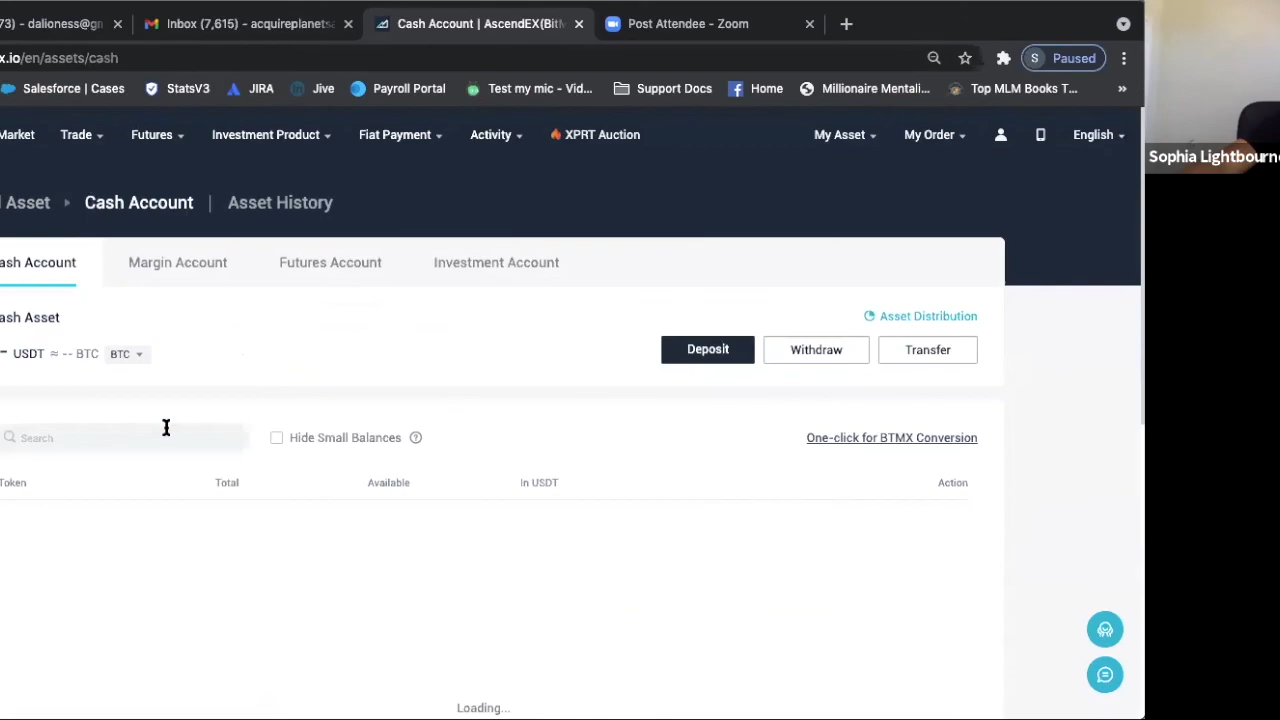 73) - dalioness@gn
Inbox (7,615) - acquireplanets
Cash Account | AscendEX(BitM
Post Attendee - Zoom
x.io/en/assets/cash
S Paused
Salesforce | Cases
StatsV3
JIRA
Jive
Payroll Portal
Test my mic - Vid...
Support Docs
Home
Millionaire Mentali...
Top MLM Books T...
»
Market
Trade
Futures
Investment Product
Fiat Payment
Activity
XPRT Auction
My Asset
My Order
English
Sophia Lightbourne
l Asset
Cash Account | Asset History
ash Account
Margin Account
Futures Account
Investment Account
ash Asset
Asset Distribution
- USDT ≈ -- BTC BTC
Deposit
Withdraw
Transfer
Search
Hide Small Balances
One-click for BTMX Conversion
Token
Total
Available
In USDT
Action
Loading...